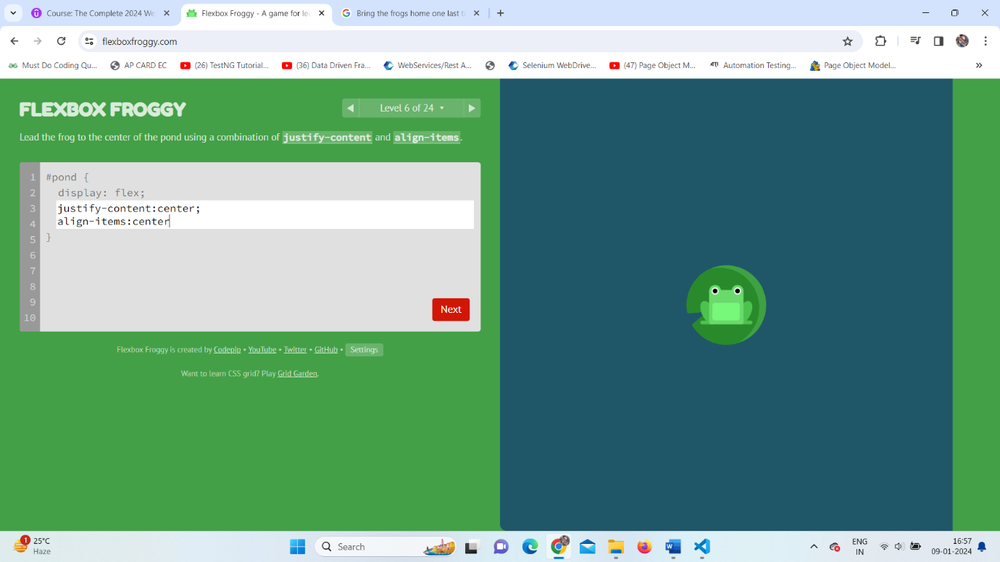 Course: The Complete 2024 We
Flexbox Froggy - A game for lea
Bring the frogs home one last ti
flexboxfroggy.com
Must Do Coding Qu...
AP CARD EC
(26) TestNG Tutorial...
(36) Data Driven Fra...
WebServices/Rest A...
Selenium WebDrive...
(47) Page Object M...
Automation Testing...
Page Object Model...
FLEXBOX FROGGY
Level 6 of 24
Lead the frog to the center of the pond using a combination of justify-content and align-items.
1 #pond {
2 display: flex;
3 justify-content:center;
4 align-items:center
5 }
6
7
8
9
10
Next
Flexbox Froggy is created by Codepip • YouTube • Twitter • GitHub • Settings
Want to learn CSS grid? Play Grid Garden.
1
25°C
Haze
Search
ENG
IN
16:57
09-01-2024